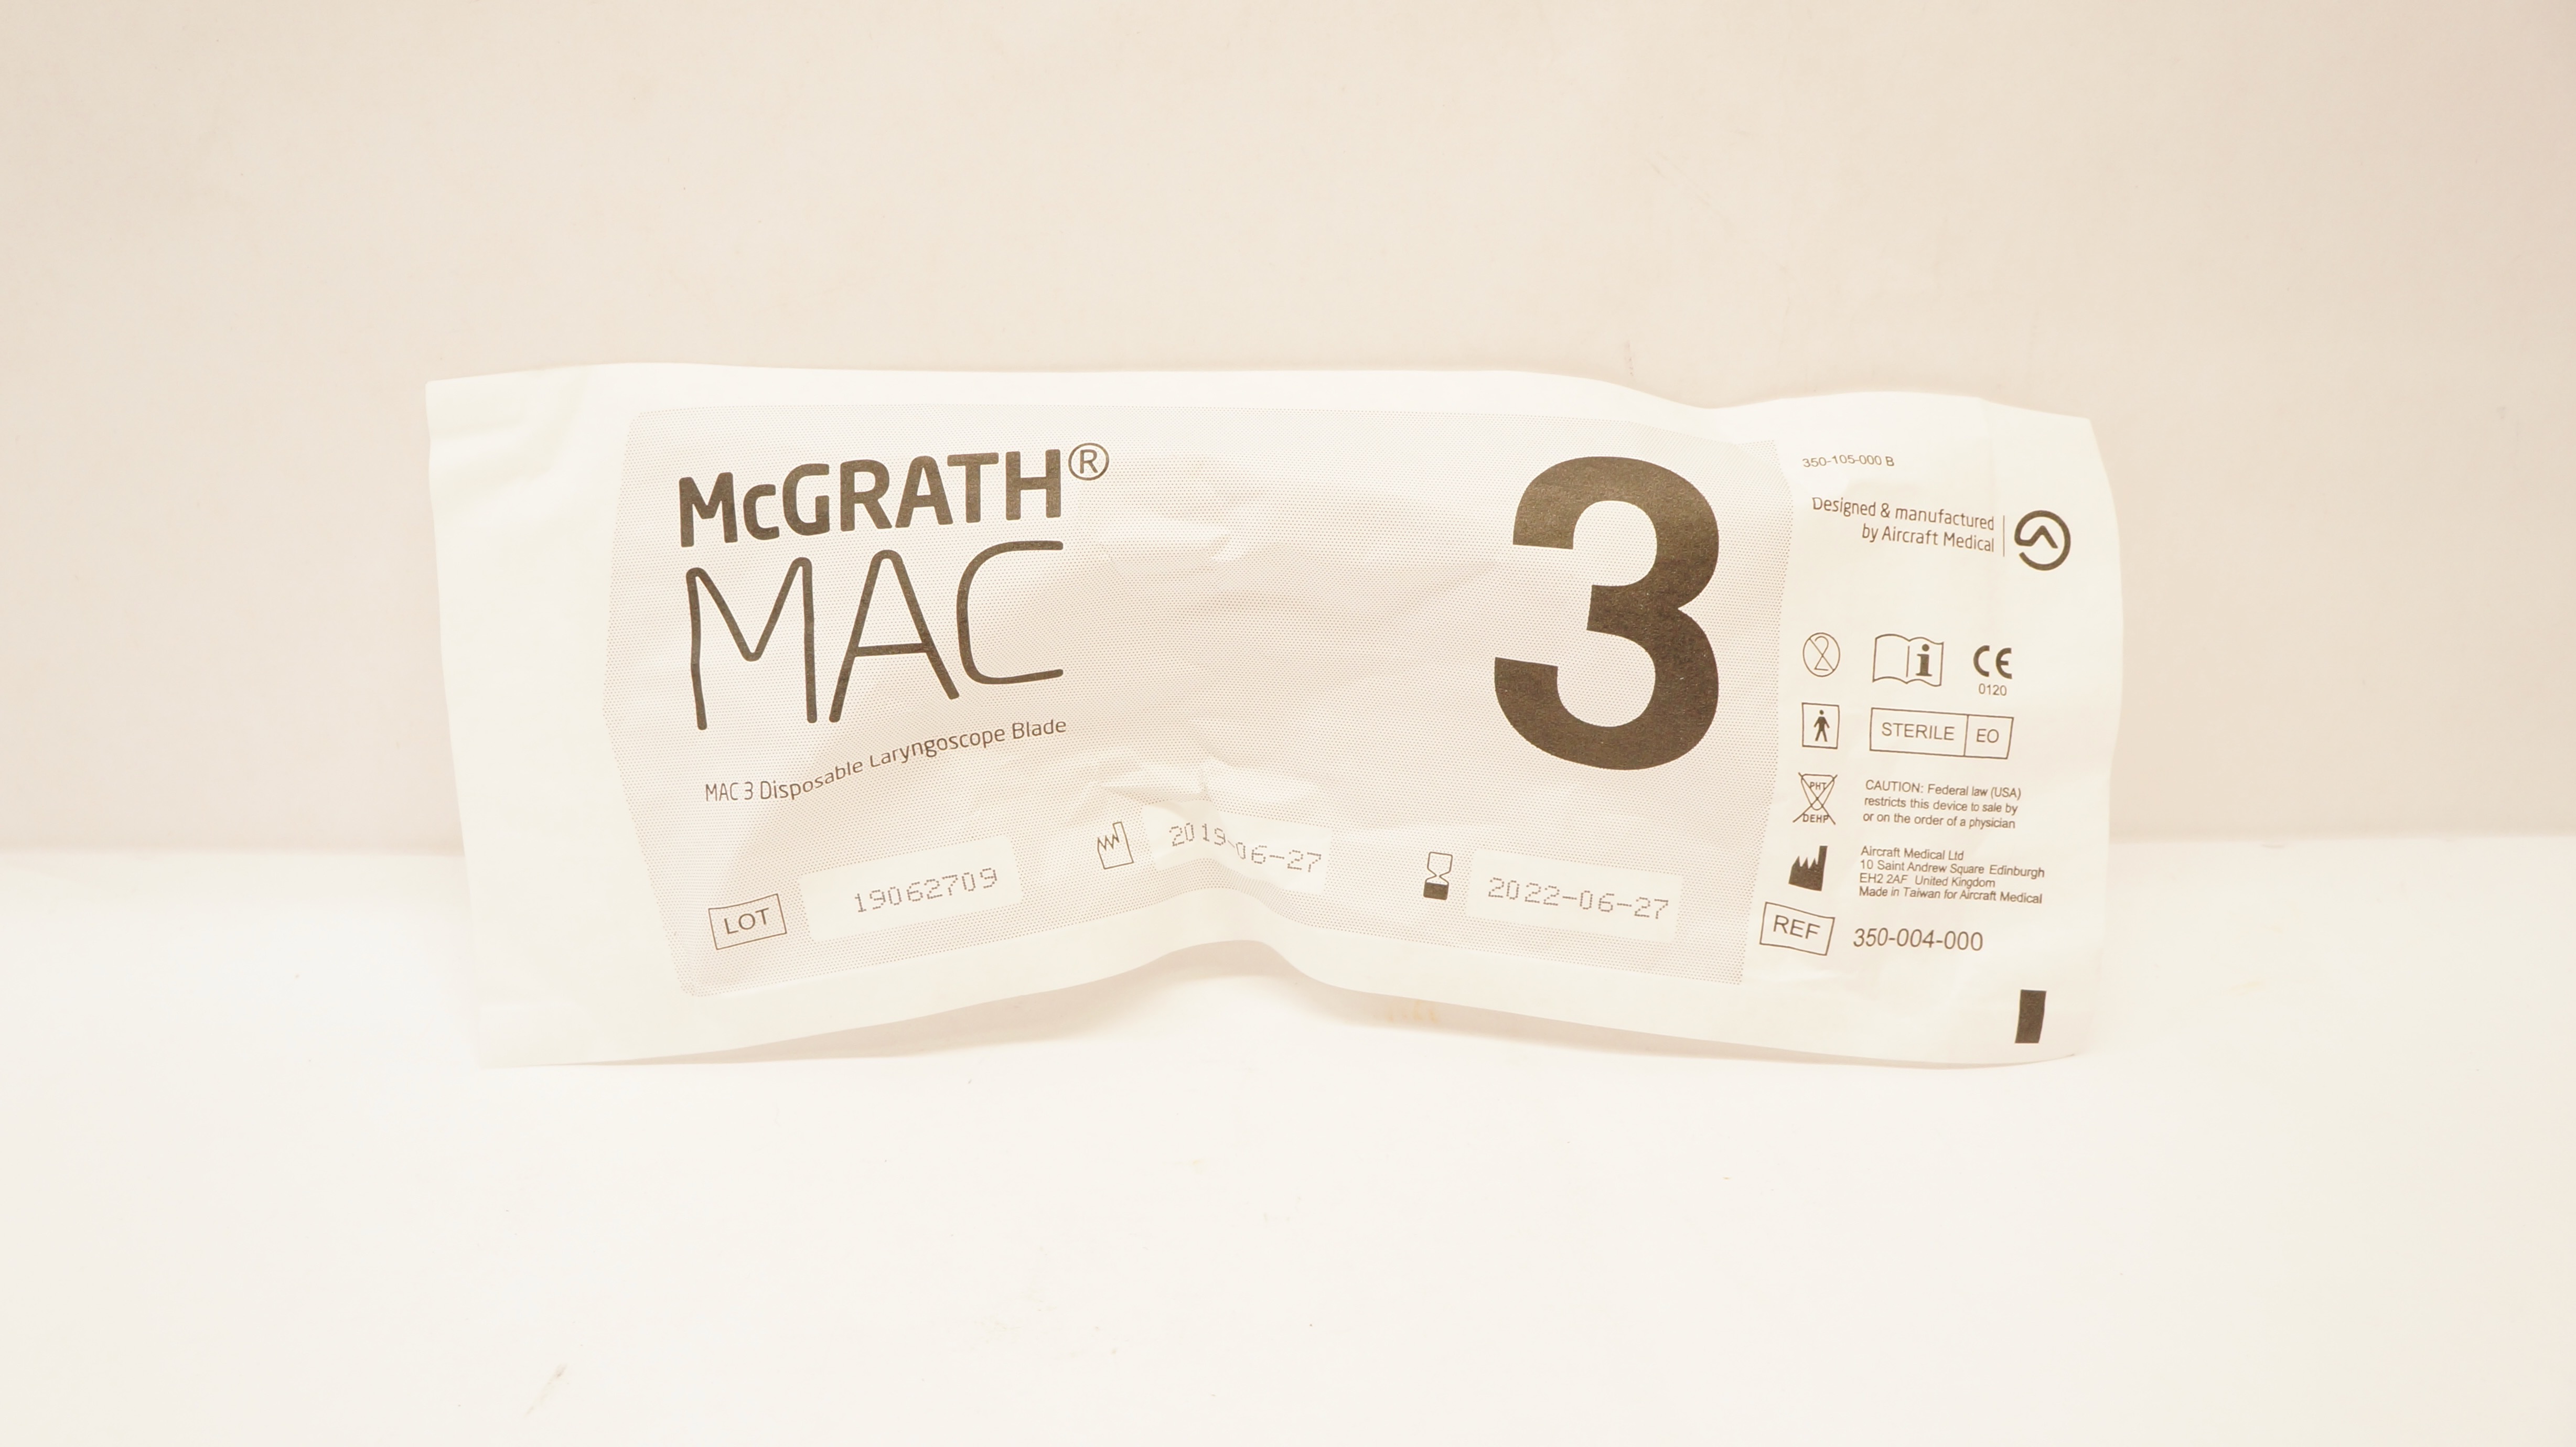 McGRATH®
MAC
MAC 3 Disposable Laryngoscope Blade
3
LOT
19062709
2019-06-27
2022-06-27
350-105-000 B
Designed & manufactured
by Aircraft Medical
2
i
CE
0120
STERILE EO
PHT
DEHP
CAUTION: Federal law (USA)
restricts this device to sale by
or on the order of a physician
Aircraft Medical Ltd
10 Saint Andrew Square Edinburgh
EH2 2AF United Kingdom
Made in Taiwan for Aircraft Medical
REF
350-004-000